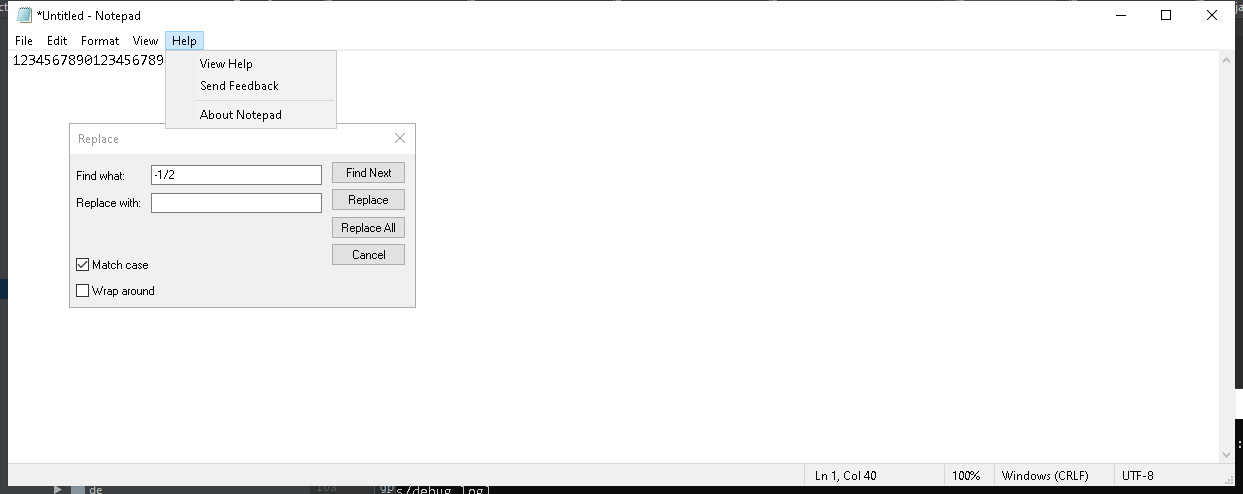 *Untitled - Notepad
File Edit Format View Help
1234567890123456789
View Help
Send Feedback
About Notepad
Replace
Find what: -1/2 Find Next
Replace with: Replace
Replace All
Cancel
Match case
Wrap around
Ln 1, Col 40 100% Windows (CRLF) UTF-8
de